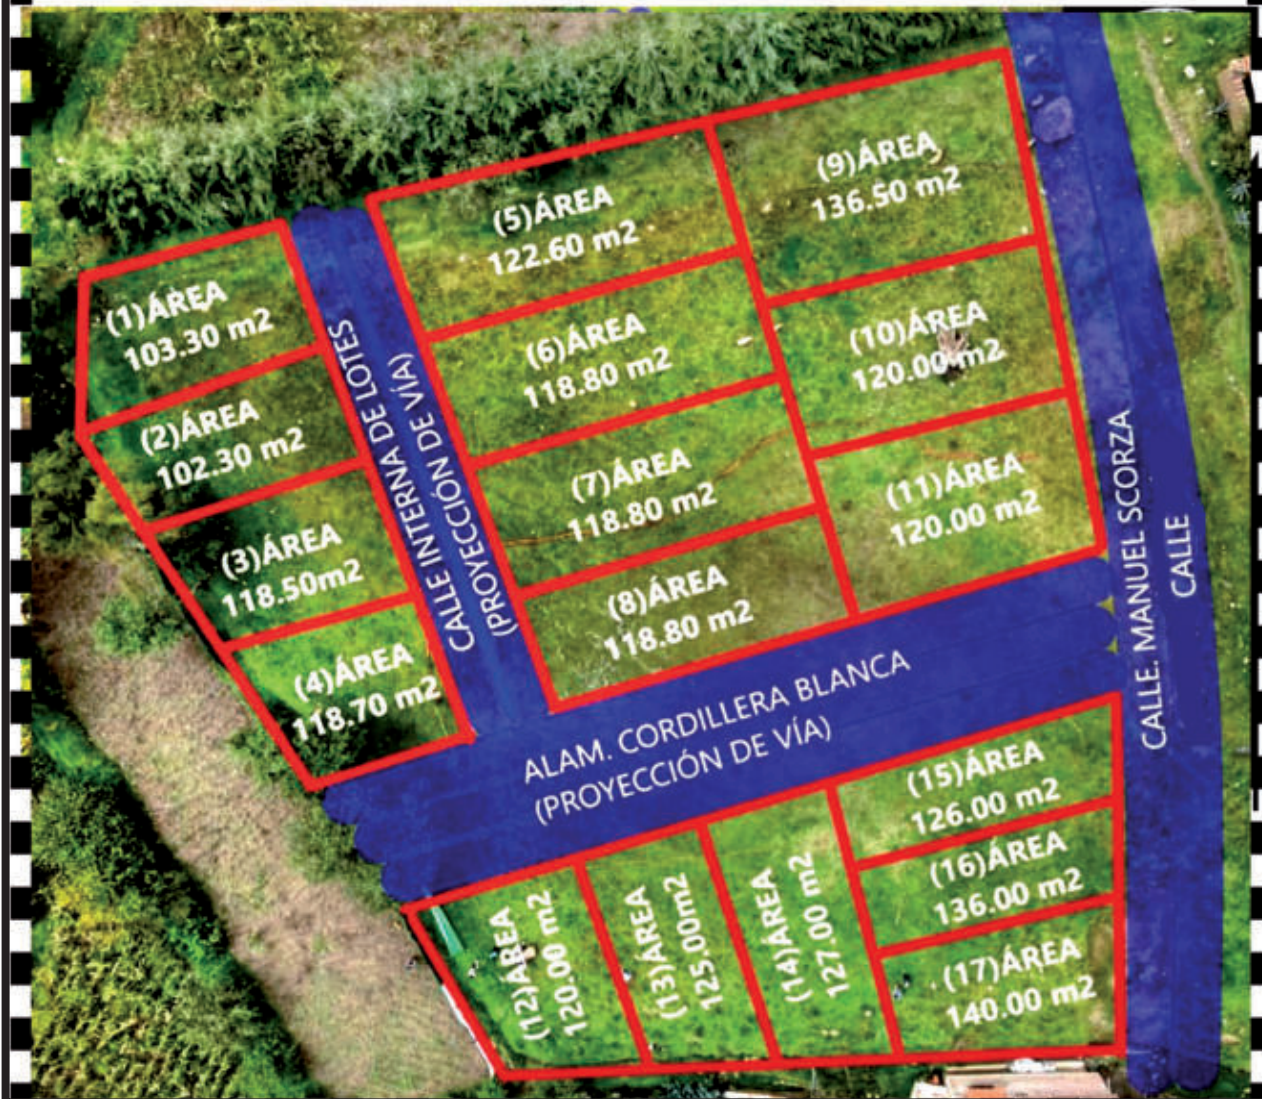 (1)ÁREA
103.30 m2
(2)ÁREA
102.30 m2
(3)ÁREA
118.50m2
(4)ÁREA
118.70 m2
CALLE INTERNA DE LOTES
(PROYECCIÓN DE VÍA)
(5)ÁREA
122.60 m2
(6)ÁREA
118.80 m2
(7)ÁREA
118.80 m2
(8)ÁREA
118.80 m2
(9)ÁREA
136.50 m2
(10)ÁREA
120.00 m2
(11)ÁREA
120.00 m2
CALLE. MANUEL SCORZA
CALLE
ALAM. CORDILLERA BLANCA
(PROYECCIÓN DE VÍA)
(12)ÁREA
120.00 m2
(13)ÁREA
125.00m2
(14)ÁREA
127.00 m2
(15)ÁREA
126.00 m2
(16)ÁREA
136.00 m2
(17)ÁREA
140.00 m2